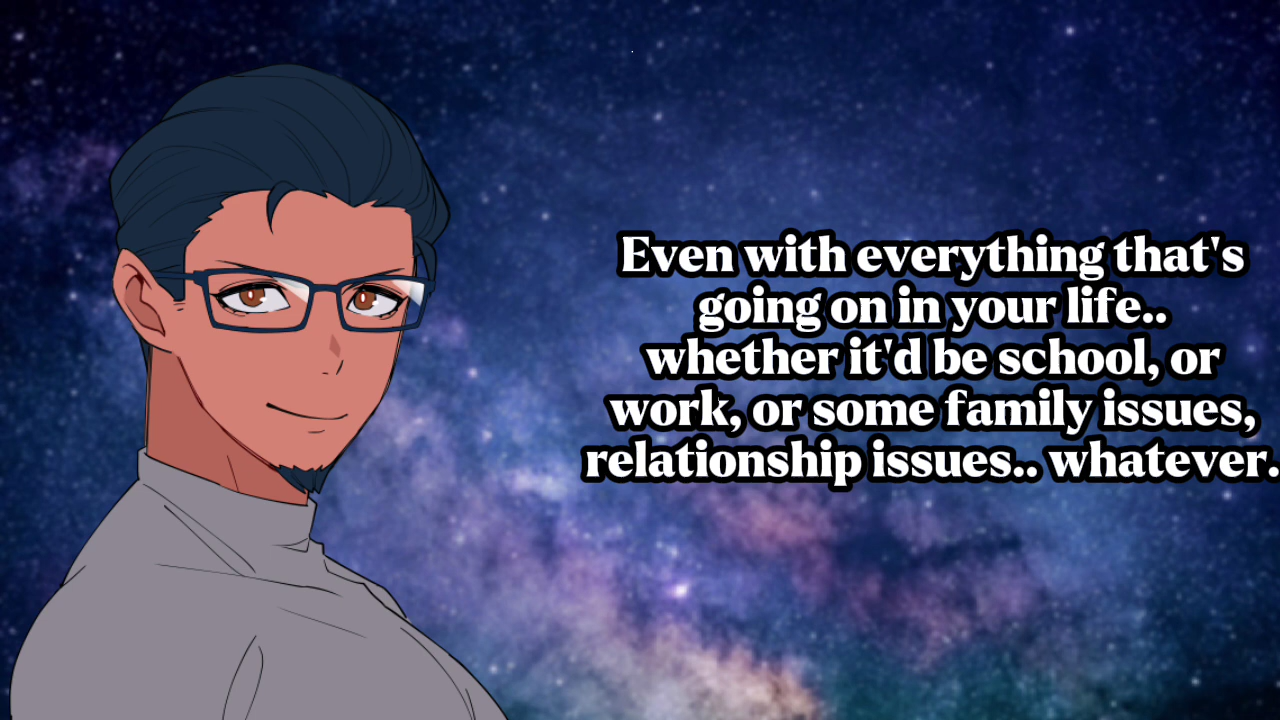 Even with everything that's
going on in your life..
whether it'd be school, or
work, or some family issues,
relationship issues.. whatever.